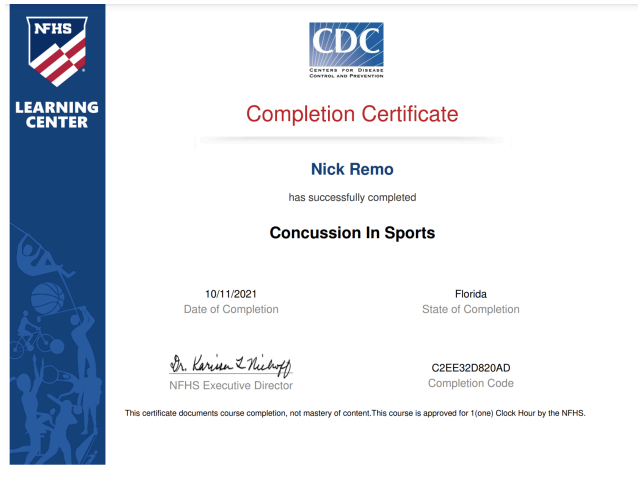 NFHS
LEARNING
CENTER
CDC
CENTERS FOR DISEASE
CONTROL AND PREVENTION
Completion Certificate
Nick Remo
has successfully completed
Concussion In Sports
10/11/2021
Date of Completion
Florida
State of Completion
Dr. Karissa L Niehoff
NFHS Executive Director
C2EE32D820AD
Completion Code
This certificate documents course completion, not mastery of content.This course is approved for 1(one) Clock Hour by the NFHS.